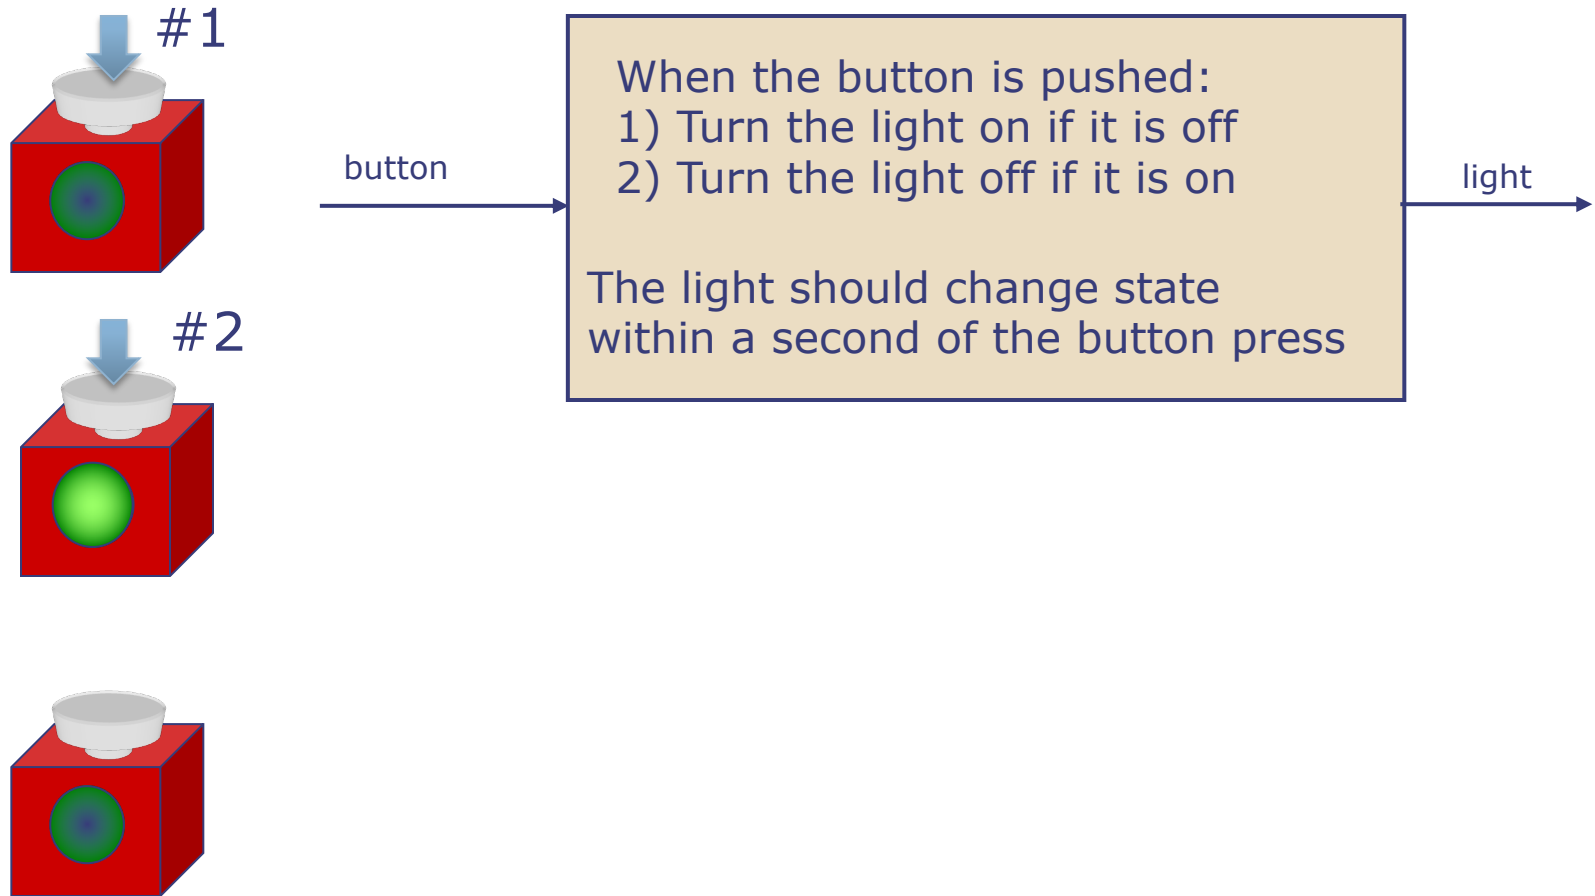 #1
When the button is pushed:
1) Turn the light on if it is off
2) Turn the light off if it is on
button
light
The light should change state
within a second of the button press
#2